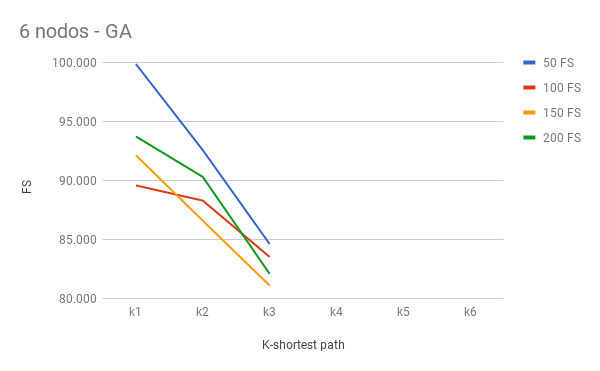 6 nodos - GA
100.000
95.000
90.000
85.000
80.000
FS
k1 k2 k3 k4 k5 k6
K-shortest path
50 FS
100 FS
150 FS
200 FS